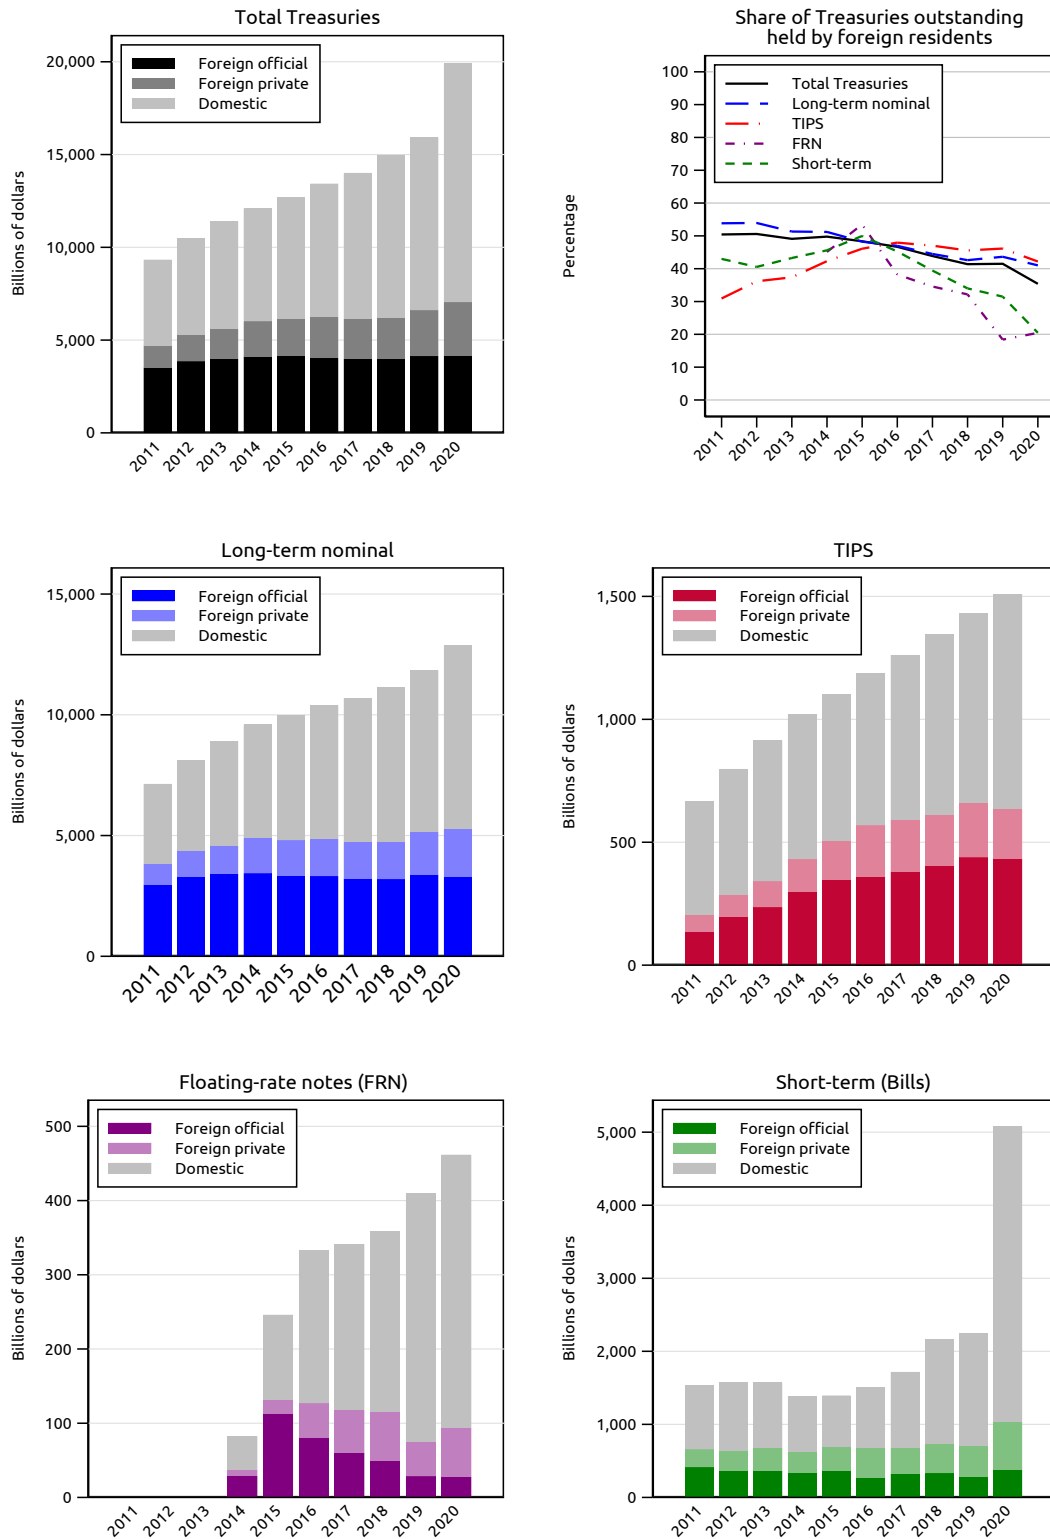 Total Treasuries
Billions of dollars
20,000
15,000
10,000
5,000
0
Foreign official
Foreign private
Domestic
2011 2012 2013 2014 2015 2016 2017 2018 2019 2020
Share of Treasuries outstanding
held by foreign residents
Percentage
100
90
80
70
60
50
40
30
20
10
0
Total Treasuries
Long-term nominal
TIPS
FRN
Short-term
2011 2012 2013 2014 2015 2016 2017 2018 2019 2020
Long-term nominal
Billions of dollars
15,000
10,000
5,000
0
Foreign official
Foreign private
Domestic
2011 2012 2013 2014 2015 2016 2017 2018 2019 2020
TIPS
Billions of dollars
1,500
1,000
500
0
Foreign official
Foreign private
Domestic
2011 2012 2013 2014 2015 2016 2017 2018 2019 2020
Floating-rate notes (FRN)
Billions of dollars
500
400
300
200
100
0
Foreign official
Foreign private
Domestic
2011 2012 2013 2014 2015 2016 2017 2018 2019 2020
Short-term (Bills)
Billions of dollars
5,000
4,000
3,000
2,000
1,000
0
Foreign official
Foreign private
Domestic
2011 2012 2013 2014 2015 2016 2017 2018 2019 2020